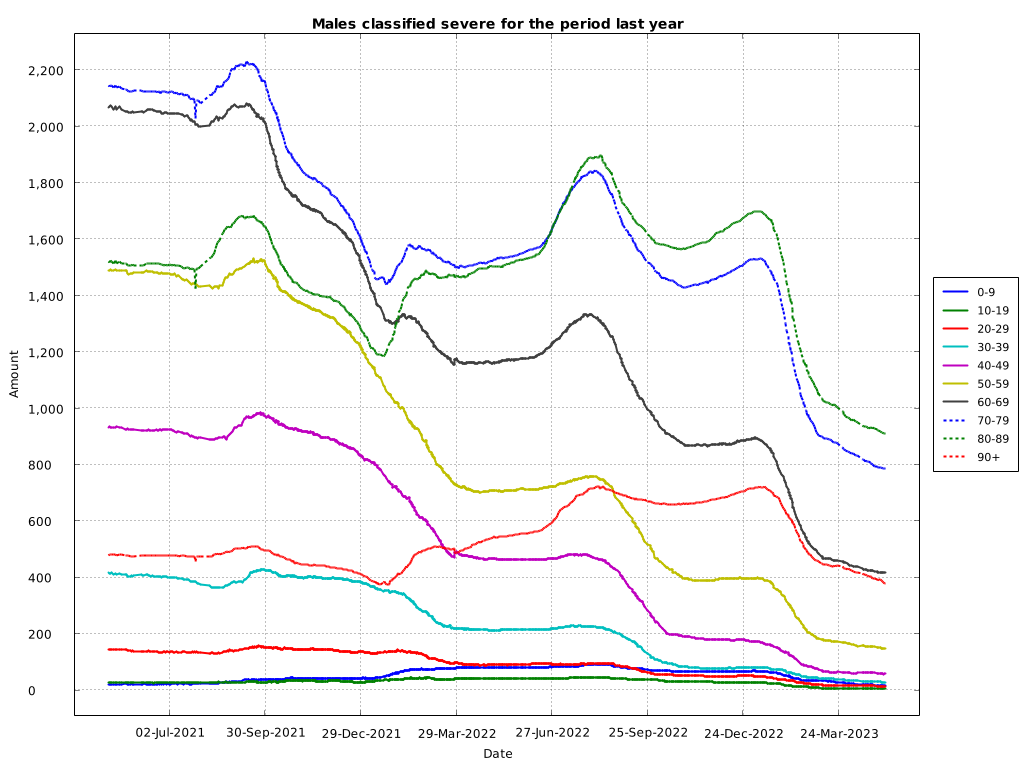 Males classified severe for the period last year
Amount
2,200
2,000
1,800
1,600
1,400
1,200
1,000
800
600
400
200
0
02-Jul-2021
30-Sep-2021
29-Dec-2021
29-Mar-2022
27-Jun-2022
25-Sep-2022
24-Dec-2022
24-Mar-2023
Date
0-9
10-19
20-29
30-39
40-49
50-59
60-69
70-79
80-89
90+